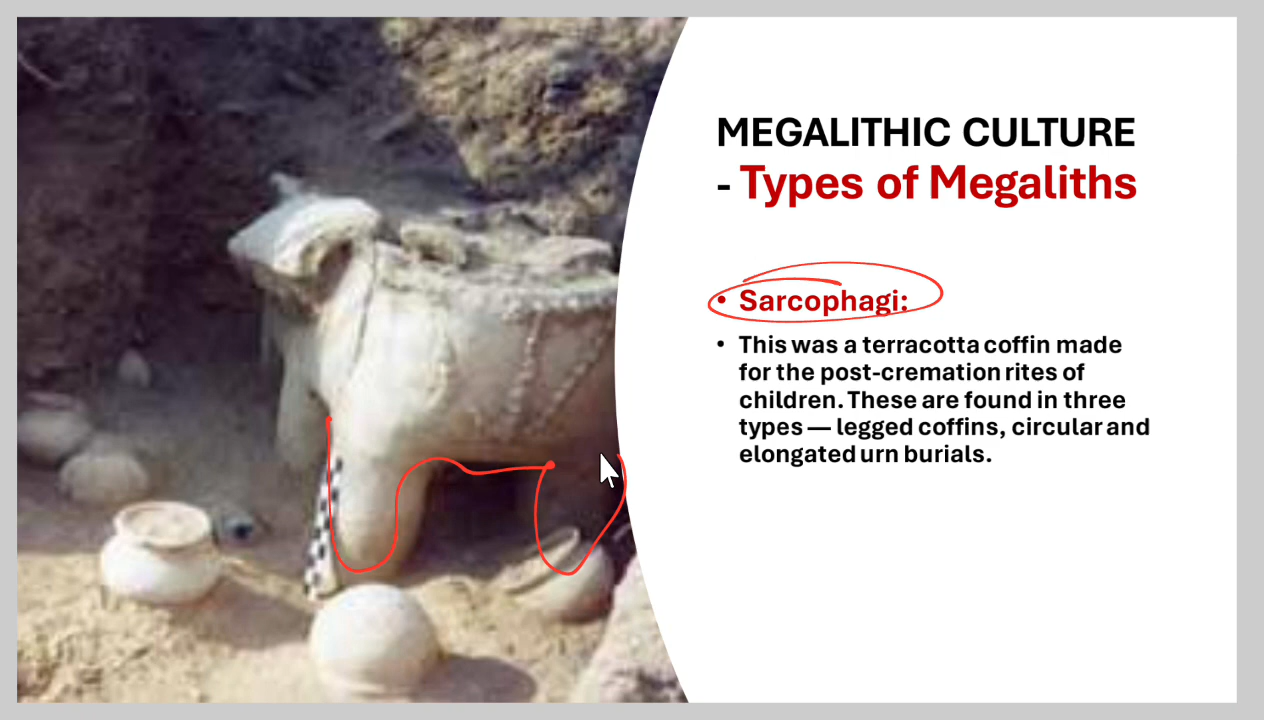 MEGALITHIC CULTURE
- Types of Megaliths
• Sarcophagi:
• This was a terracotta coffin made
for the post-cremation rites of
children. These are found in three
types — legged coffins, circular and
elongated urn burials.